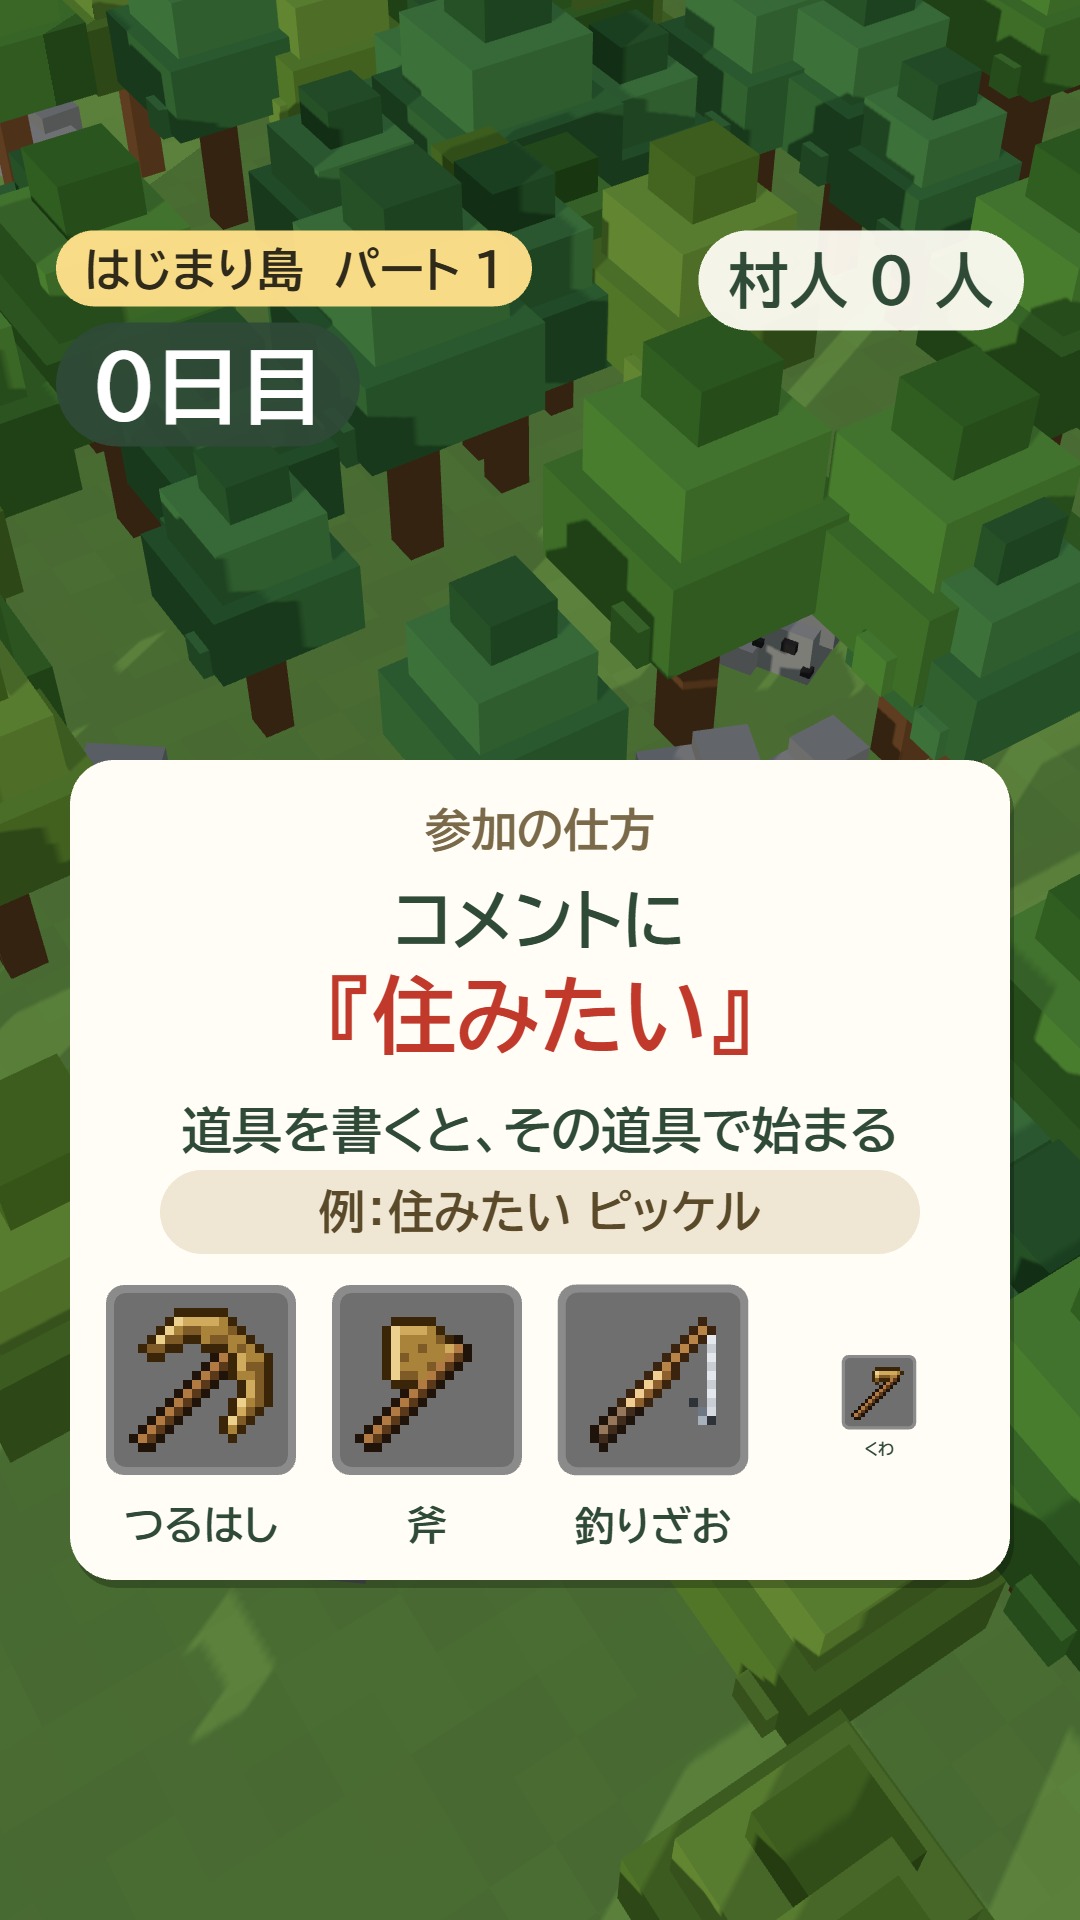 はじまり島 パート 1
村人 0 人
0日目
参加の仕方
コメントに
『住みたい』
道具を書くと、その道具で始まる
例：住みたい ピッケル
つるはし
斧
釣りざお
くわ